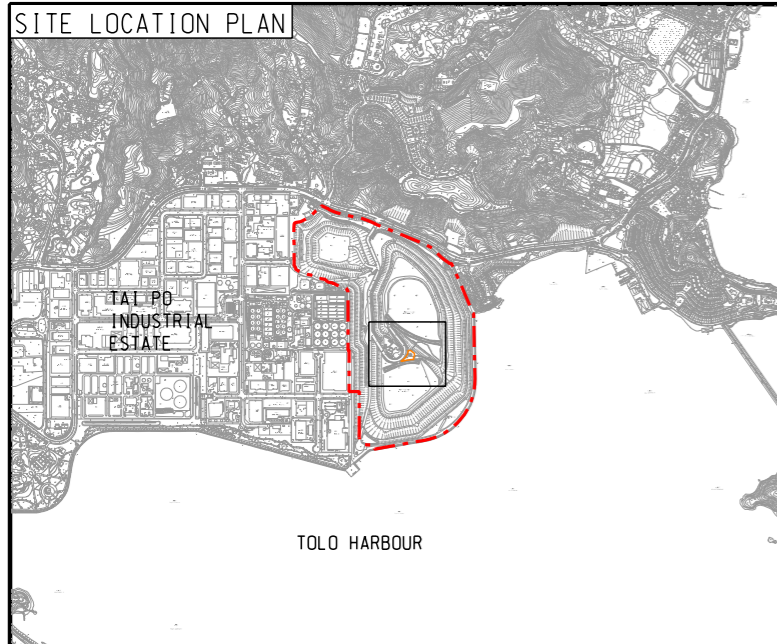 SITE LOCATION PLAN
TAI PO
INDUSTRIAL
ESTATE
TOLO HARBOUR